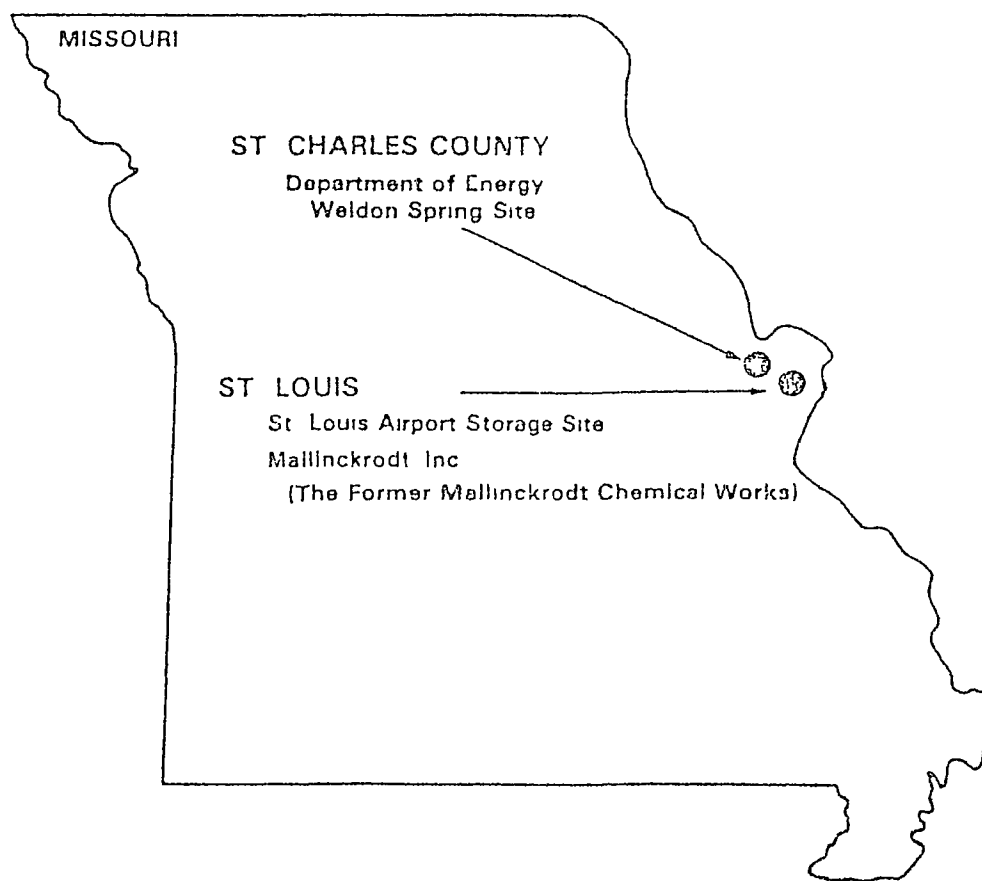 MISSOURI
ST CHARLES COUNTY
Department of Energy
Weldon Spring Site
ST LOUIS
St Louis Airport Storage Site
Mallinckrodt Inc
(The Former Mallinckrodt Chemical Works)